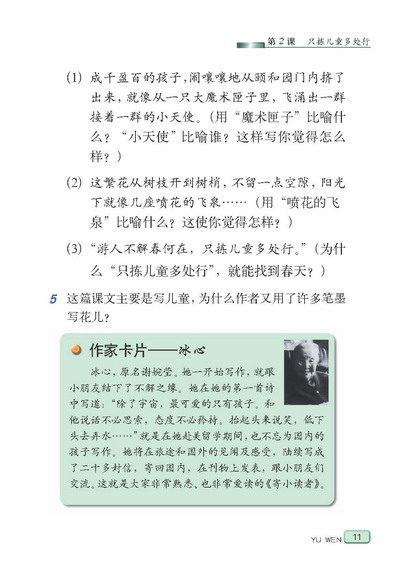 第2课 只拣儿童多处行
(1) 成千盈百的孩子，闹嚷嚷地从颐和园门内挤了
出来，就像从一只大魔术匣子里，飞涌出一群
接着一群的小天使。(用“魔术匣子”比喻什
么？“小天使”比喻谁？这样写你觉得怎么
样？)
(2) 这繁花从树枝开到树梢，不留一点空隙，阳光
下就像几座喷花的飞泉……(用“喷花的飞
泉”比喻什么？这使你觉得怎样？)
(3) “游人不解春何在，只拣儿童多处行。”(为什
么“只拣儿童多处行”，就能找到春天？)
5 这篇课文主要是写儿童，为什么作者又用了许多笔墨
写花儿？
作家卡片——冰心
冰心，原名谢婉莹。她一开始写作，就跟
小朋友结下了不解之缘。她在她的第一首诗
中写道：“除了宇宙，最可爱的只有孩子。和
他说话不必思索，态度不必矜持。抬起头来说笑，低下
头去弄水……”就是在她赴美留学期间，也不忘为国内的
孩子写作。她将在旅途和国外的见闻及感受，陆续写成
了二十多封信，寄回国内，在刊物上发表，跟小朋友们
交流。这就是大家非常熟悉、也非常爱读的《寄小读者》。
YU WEN 11